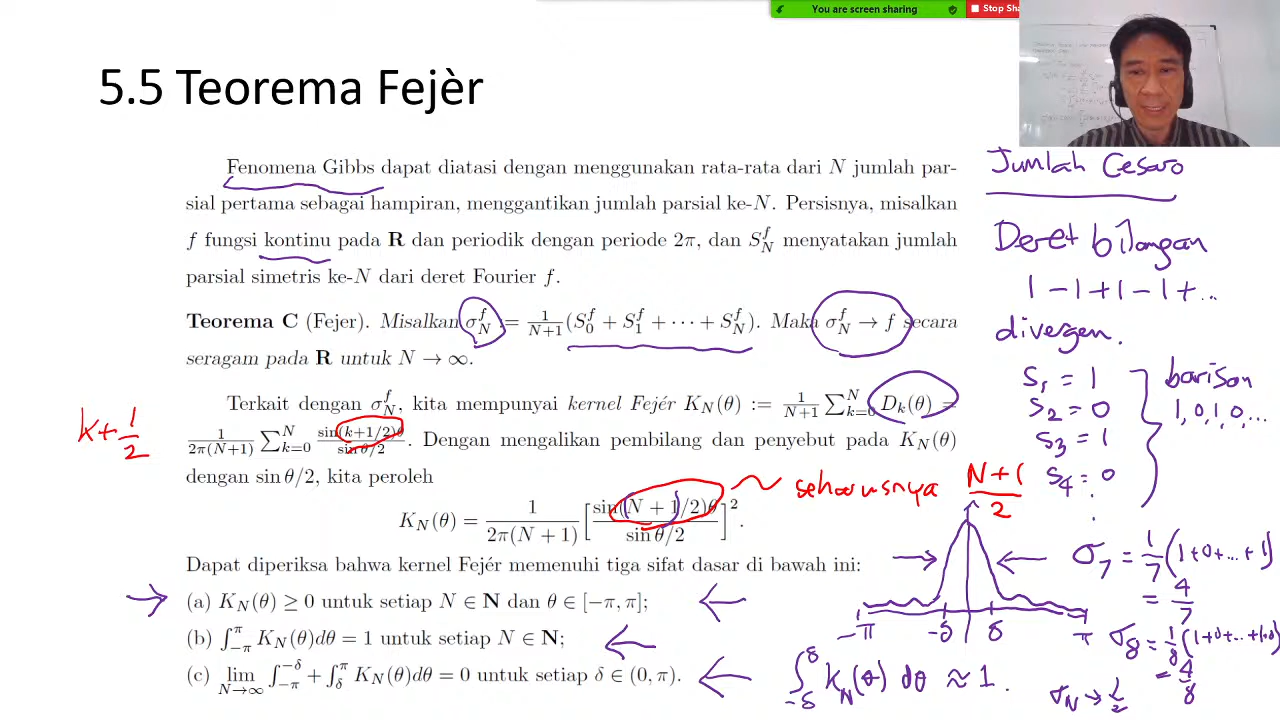 You are screen sharing
Stop Sha
5.5 Teorema Fejèr
Fenomena Gibbs dapat diatasi dengan menggunakan rata-rata dari N jumlah par-
sial pertama sebagai hampiran, menggantikan jumlah parsial ke-N. Persisnya, misalkan
f fungsi kontinu pada R dan periodik dengan periode 2π, dan S_N^f menyatakan jumlah
parsial simetris ke-N dari deret Fourier f.
Teorema C (Fejer). Misalkan σ_N^f := 1/(N+1) (S_0^f + S_1^f + ··· + S_N^f). Maka σ_N^f → f secara
seragam pada R untuk N → ∞.
Terkait dengan σ_N^f, kita mempunyai kernel Fejér K_N(θ) := 1/(N+1) ∑_{k=0}^N D_k(θ) =
1/(2π(N+1)) ∑_{k=0}^N sin(k+1/2)θ / sin θ/2. Dengan mengalikan pembilang dan penyebut pada K_N(θ)
dengan sin θ/2, kita peroleh
K_N(θ) = 1/(2π(N + 1)) [sin(N + 1)/2)θ / sin θ/2]^2.
Dapat diperiksa bahwa kernel Fejér memenuhi tiga sifat dasar di bawah ini:
(a) K_N(θ) ≥ 0 untuk setiap N ∈ N dan θ ∈ [−π, π];
(b) ∫_{−π}^{π} K_N(θ)dθ = 1 untuk setiap N ∈ N;
(c) lim_{N→∞} ∫_{−π}^{−δ} + ∫_δ^π K_N(θ)dθ = 0 untuk setiap δ ∈ (0, π).
k+1/2
seharusnya (N+1)/2
Jumlah Cesaro
Deret bilangan
1 −1+1 −1+...
divergen.
S_1 = 1
S_2 = 0
S_3 = 1
S_4 = 0
barisan
1,0,1,0,...
σ_7 = 1/7 (1+0+...+1)
= 4/7
σ_8 = 1/8 (1+0+...+1+0)
= 4/8
σ_N → 1/2
−π −δ δ π
∫_{−δ}^{δ} K_N(θ) dθ ≈ 1.